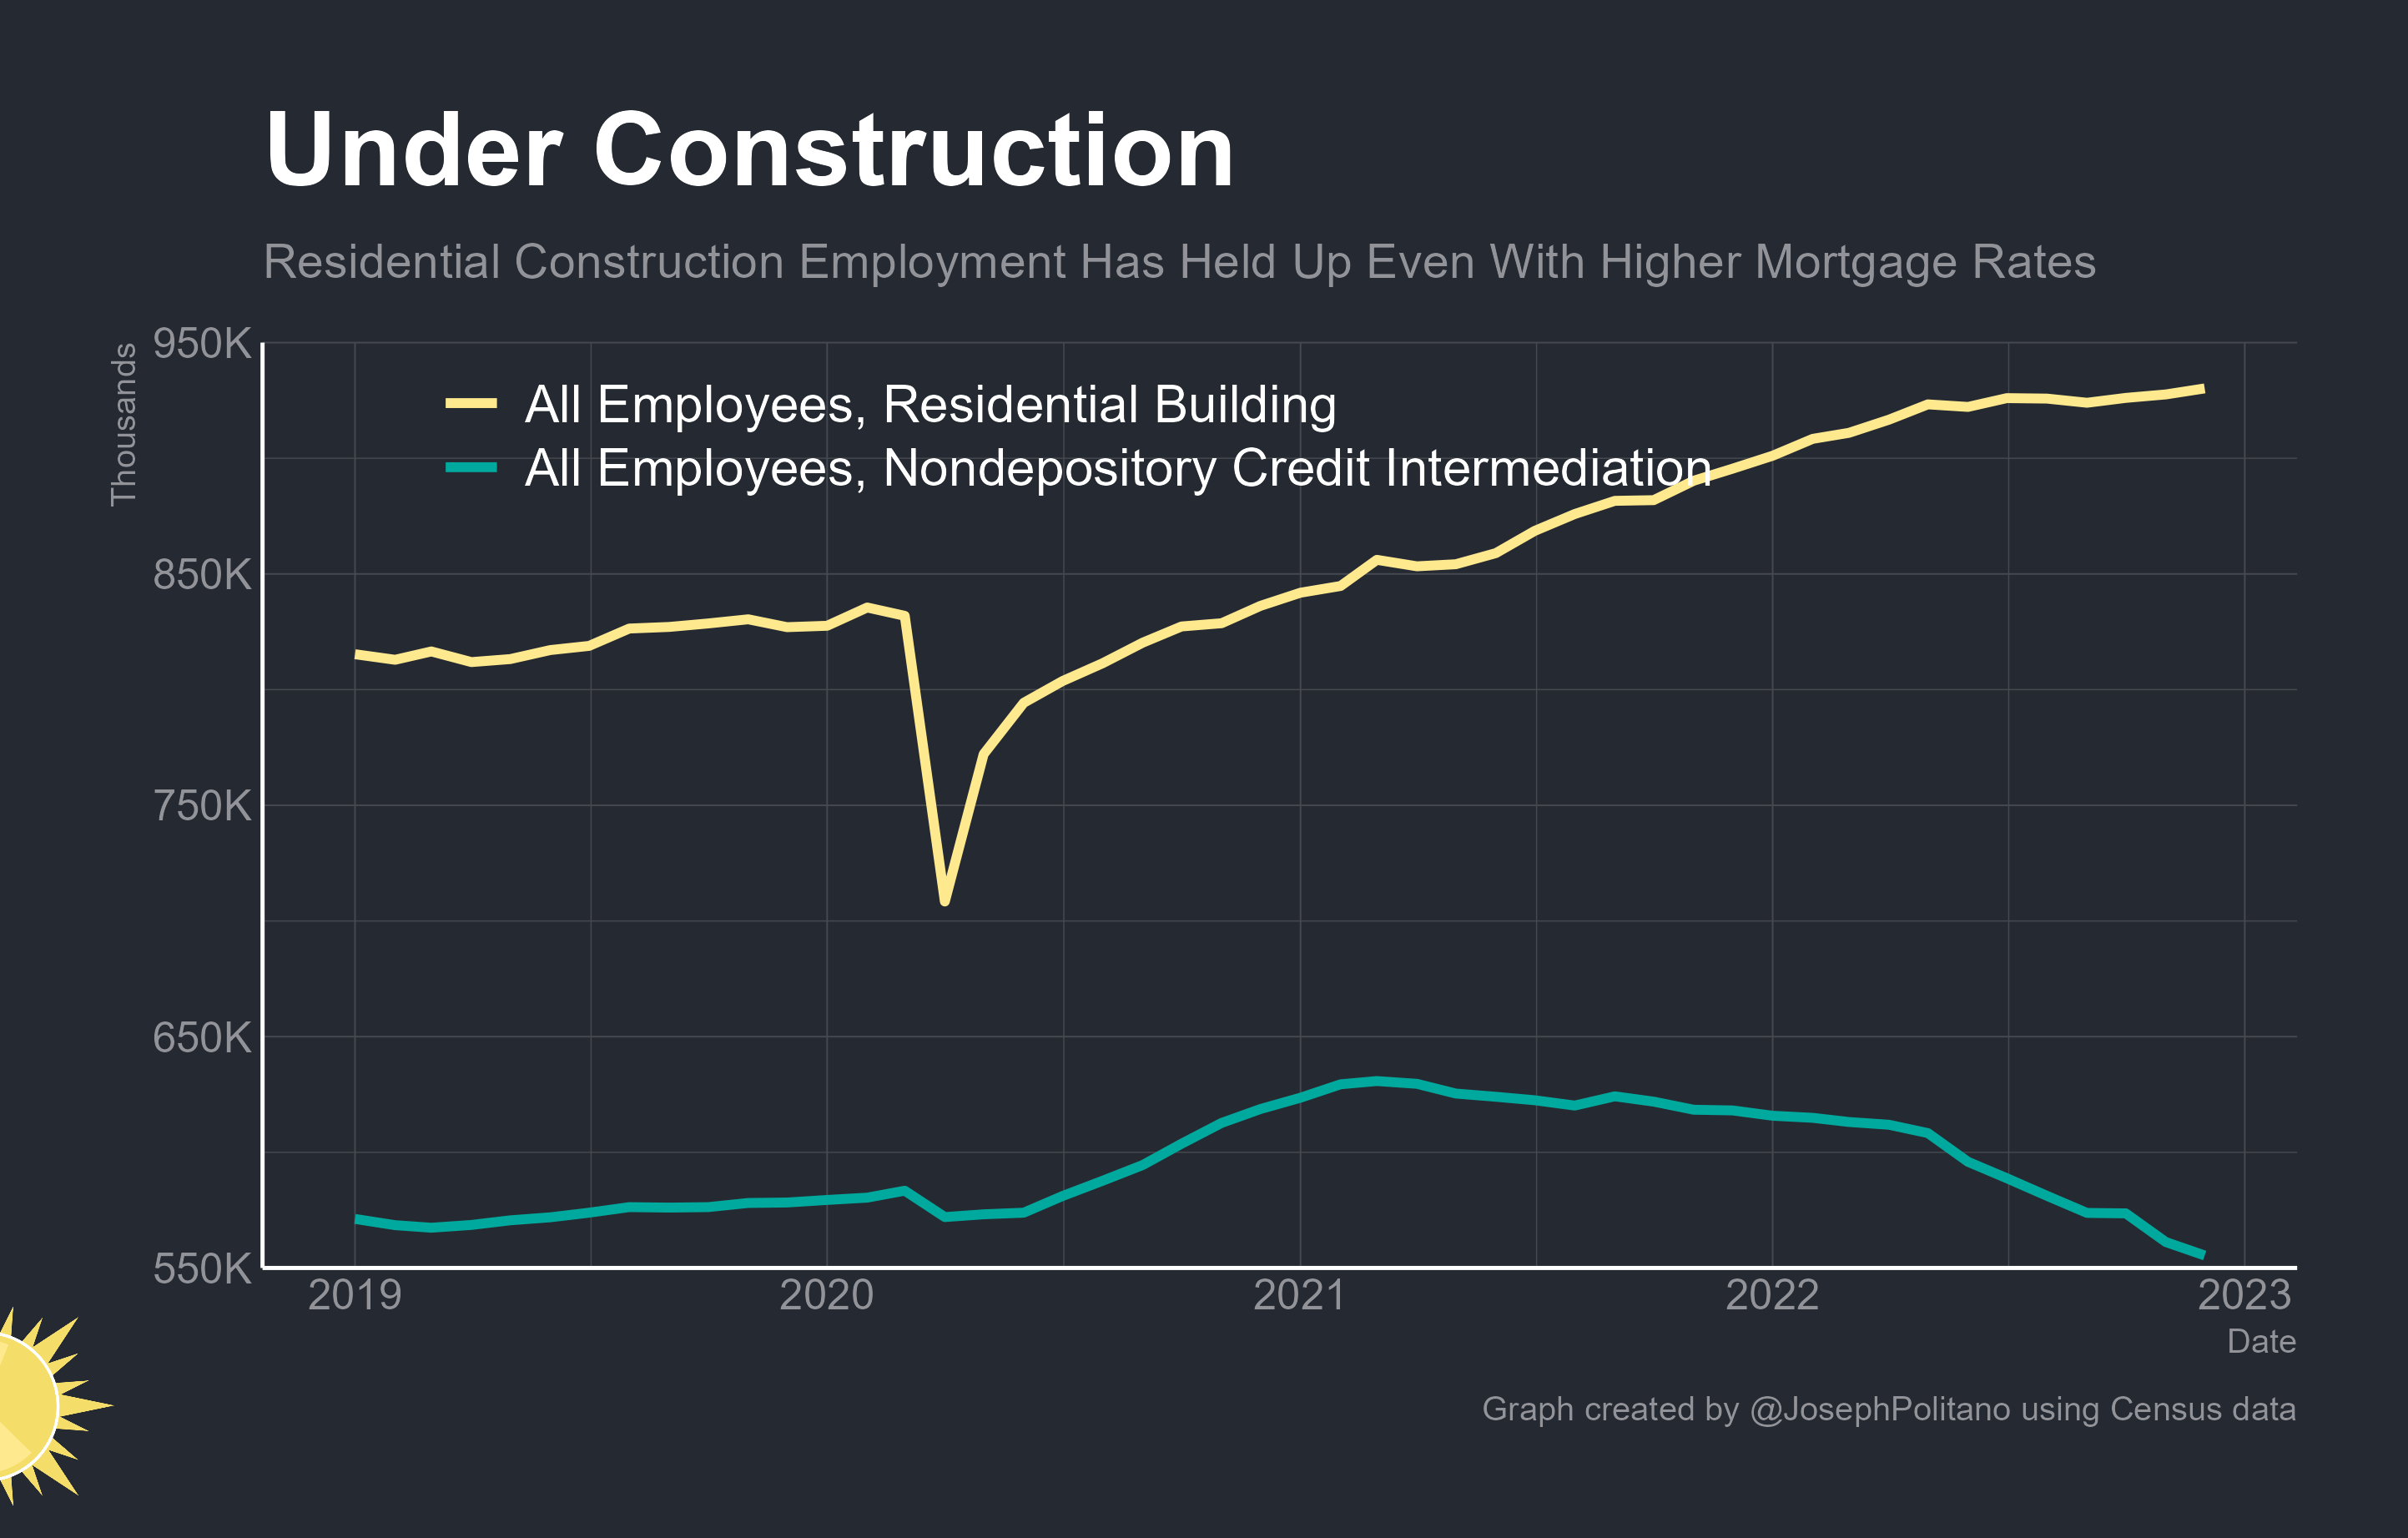 Under Construction
Residential Construction Employment Has Held Up Even With Higher Mortgage Rates
Thousands
950K
850K
750K
650K
550K
All Employees, Residential Building
All Employees, Nondepository Credit Intermediation
2019 2020 2021 2022 2023
Date
Graph created by @JosephPolitano using Census data